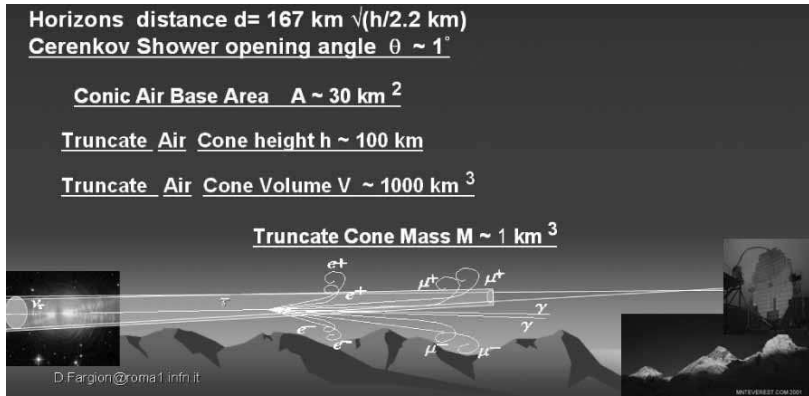 Horizons distance d= 167 km √(h/2.2 km)
Cerenkov Shower opening angle θ ~ 1°
Conic Air Base Area A ~ 30 km ²
Truncate Air Cone height h ~ 100 km
Truncate Air Cone Volume V ~ 1000 km ³
Truncate Cone Mass M ~ 1 km ³
e+
e+
μ+
μ+
τ
γ
γ
e-
e-
μ-
μ-
D.Fargion@roma1.infn.it
MNTEVEREST.COM 2001